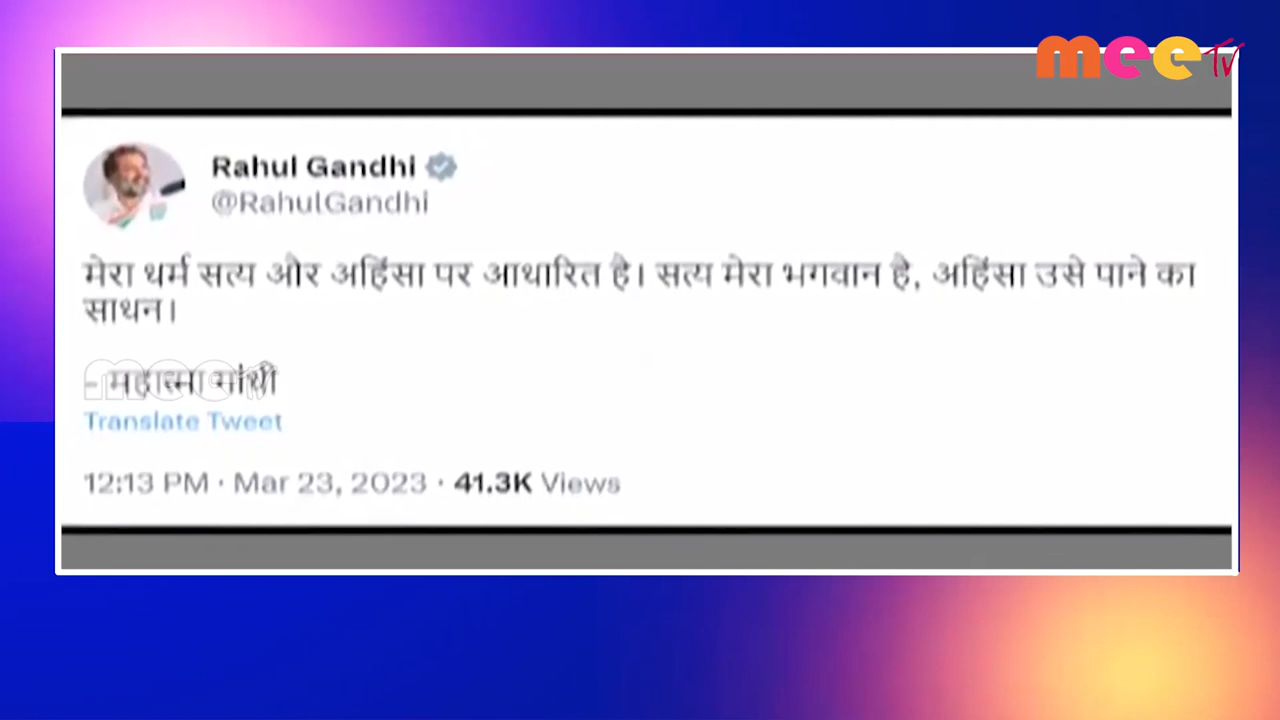 mee TV
Rahul Gandhi
@RahulGandhi
मेरा धर्म सत्य और अहिंसा पर आधारित है। सत्य मेरा भगवान है, अहिंसा उसे पाने का
साधन।
- महात्मा गांधी
Translate Tweet
12:13 PM · Mar 23, 2023 · 41.3K Views